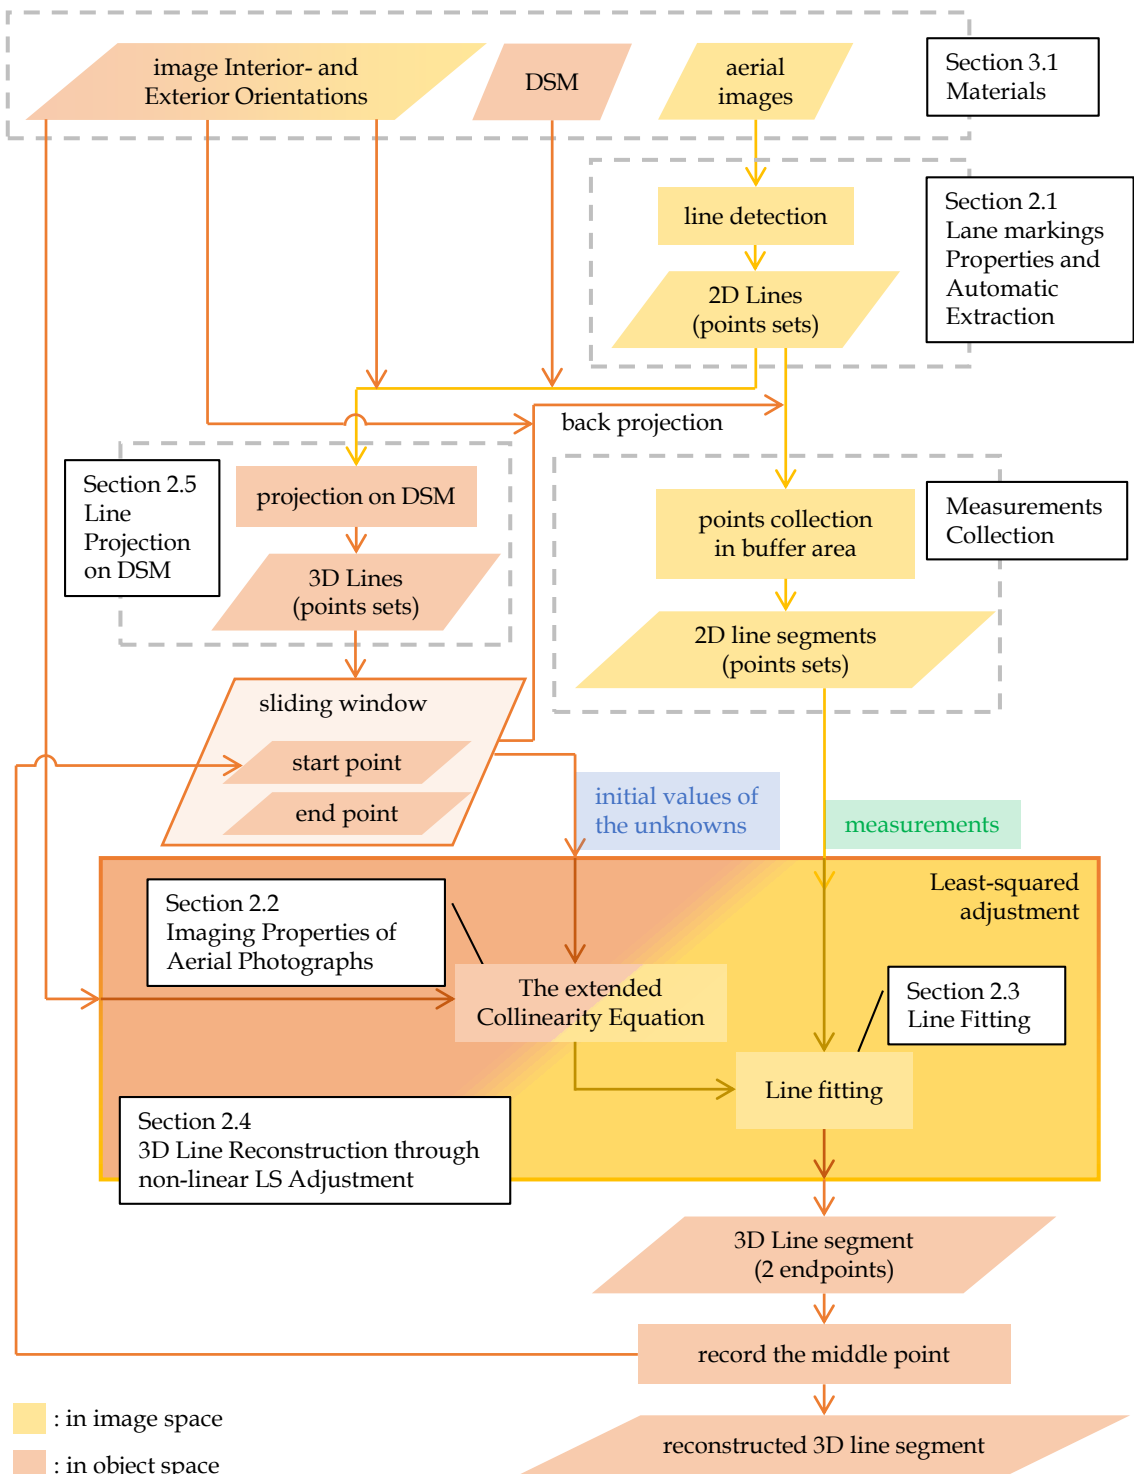 image Interior- and
Exterior Orientations
DSM
aerial
images
Section 3.1
Materials
line detection
Section 2.1
Lane markings
Properties and
Automatic
Extraction
2D Lines
(points sets)
back projection
Section 2.5
Line
Projection
on DSM
projection on DSM
3D Lines
(points sets)
points collection
in buffer area
Measurements
Collection
2D line segments
(points sets)
sliding window
start point
end point
initial values of
the unknowns
measurements
Least-squared
adjustment
Section 2.2
Imaging Properties of
Aerial Photographs
The extended
Collinearity Equation
Section 2.3
Line Fitting
Line fitting
Section 2.4
3D Line Reconstruction through
non-linear LS Adjustment
3D Line segment
(2 endpoints)
record the middle point
reconstructed 3D line segment
: in image space
: in object space